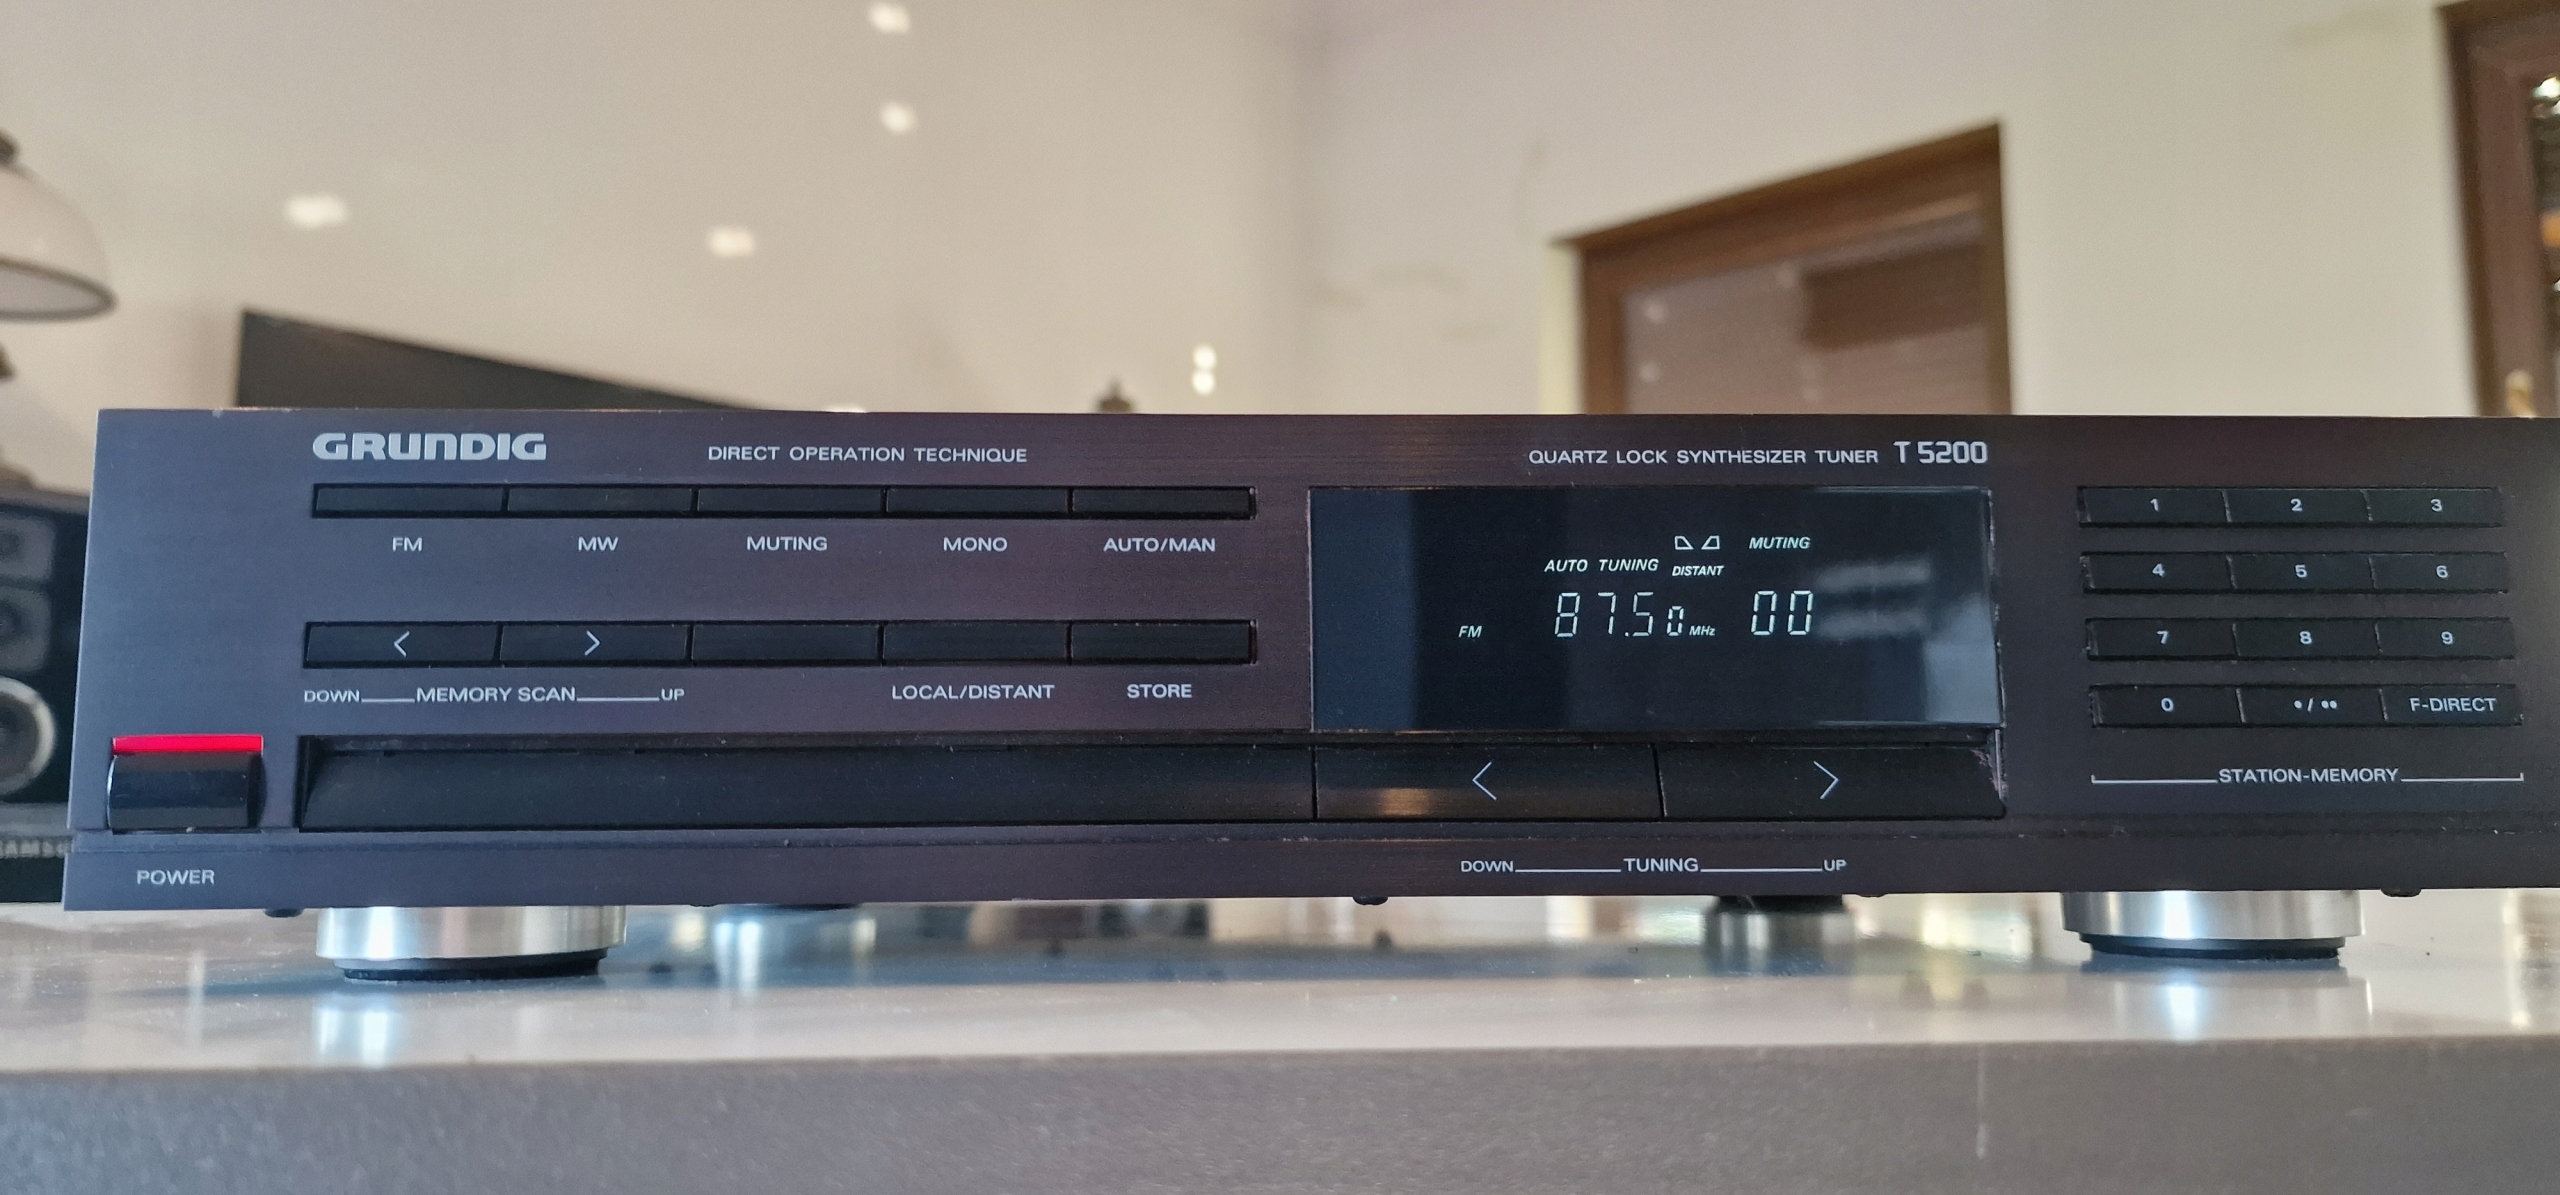 GRUNDIG
DIRECT OPERATION TECHNIQUE
QUARTZ LOCK SYNTHESIZER TUNER T 5200
FM MW MUTING MONO AUTO/MAN
< >
DOWN MEMORY SCAN UP
LOCAL/DISTANT STORE
MUTING
AUTO TUNING DISTANT
FM 87.50 MHz 00
1 2 3
4 5 6
7 8 9
0 •/•• F-DIRECT
STATION-MEMORY
< >
DOWN TUNING UP
POWER